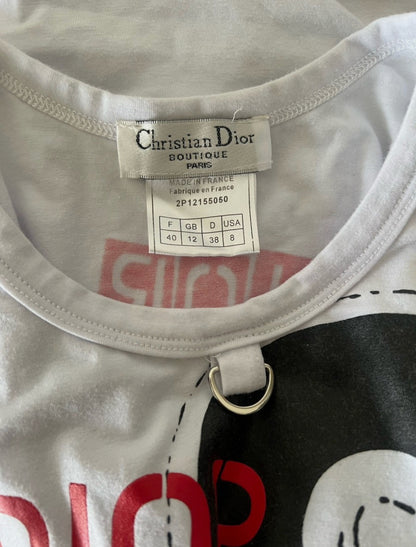 Christian Dior
BOUTIQUE
PARIS
MADE IN FRANCE
Fabriqué en France
2P12155050
F GB D USA
40 12 38 8